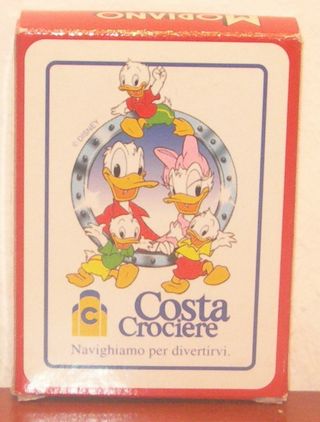 MODIANO
© DISNEY
C
Costa
Crociere
Navighiamo per divertirvi.